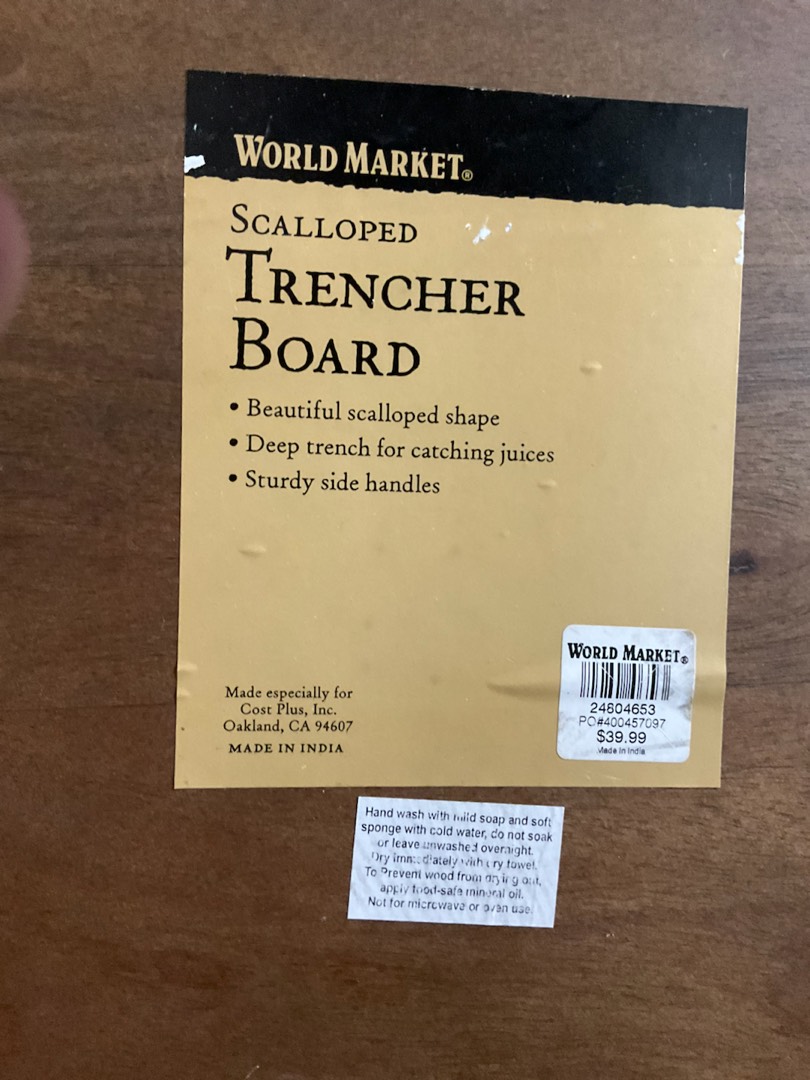 WORLD MARKET®
SCALLOPED
TRENCHER
BOARD
• Beautiful scalloped shape
• Deep trench for catching juices
• Sturdy side handles
Made especially for
Cost Plus, Inc.
Oakland, CA 94607
MADE IN INDIA
WORLD MARKET®
24604653
PO#400457097
$39.99
Made in India
Hand wash with mild soap and soft
sponge with cold water, do not soak
or leave unwashed overnight.
Dry immediately with dry towel.
To Prevent wood from drying out,
apply food-safe mineral oil.
Not for microwave or oven use.